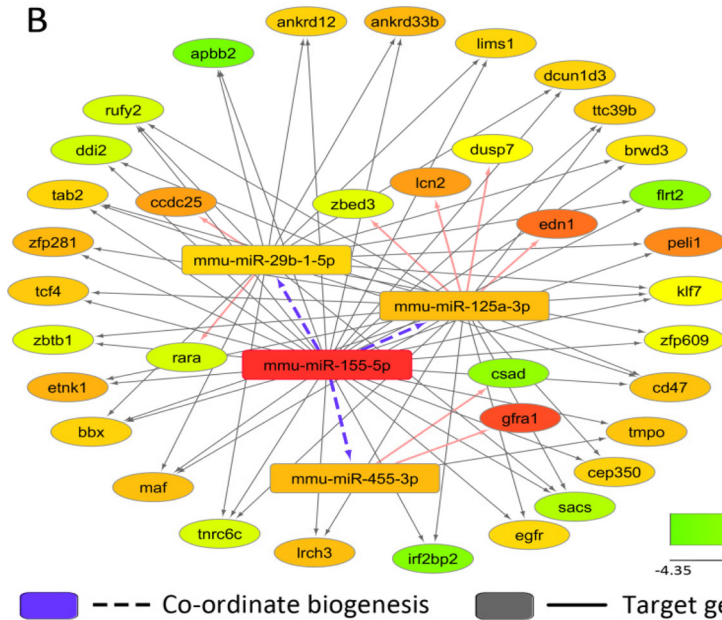 B
ankrd12
ankrd33b
apbb2
lims1
dcun1d3
rufy2
ttc39b
ddi2
dusp7
brwd3
tab2
ccdc25
zbed3
lcn2
flrt2
zfp281
edn1
peli1
mmu-miR-29b-1-5p
tcf4
mmu-miR-125a-3p
klf7
zbtb1
rara
zfp609
mmu-miR-155-5p
csad
etnk1
cd47
gfra1
bbx
tmpo
maf
mmu-miR-455-3p
cep350
sacs
tnrc6c
egfr
lrch3
irf2bp2
-4.35
Co-ordinate biogenesis
Target ge